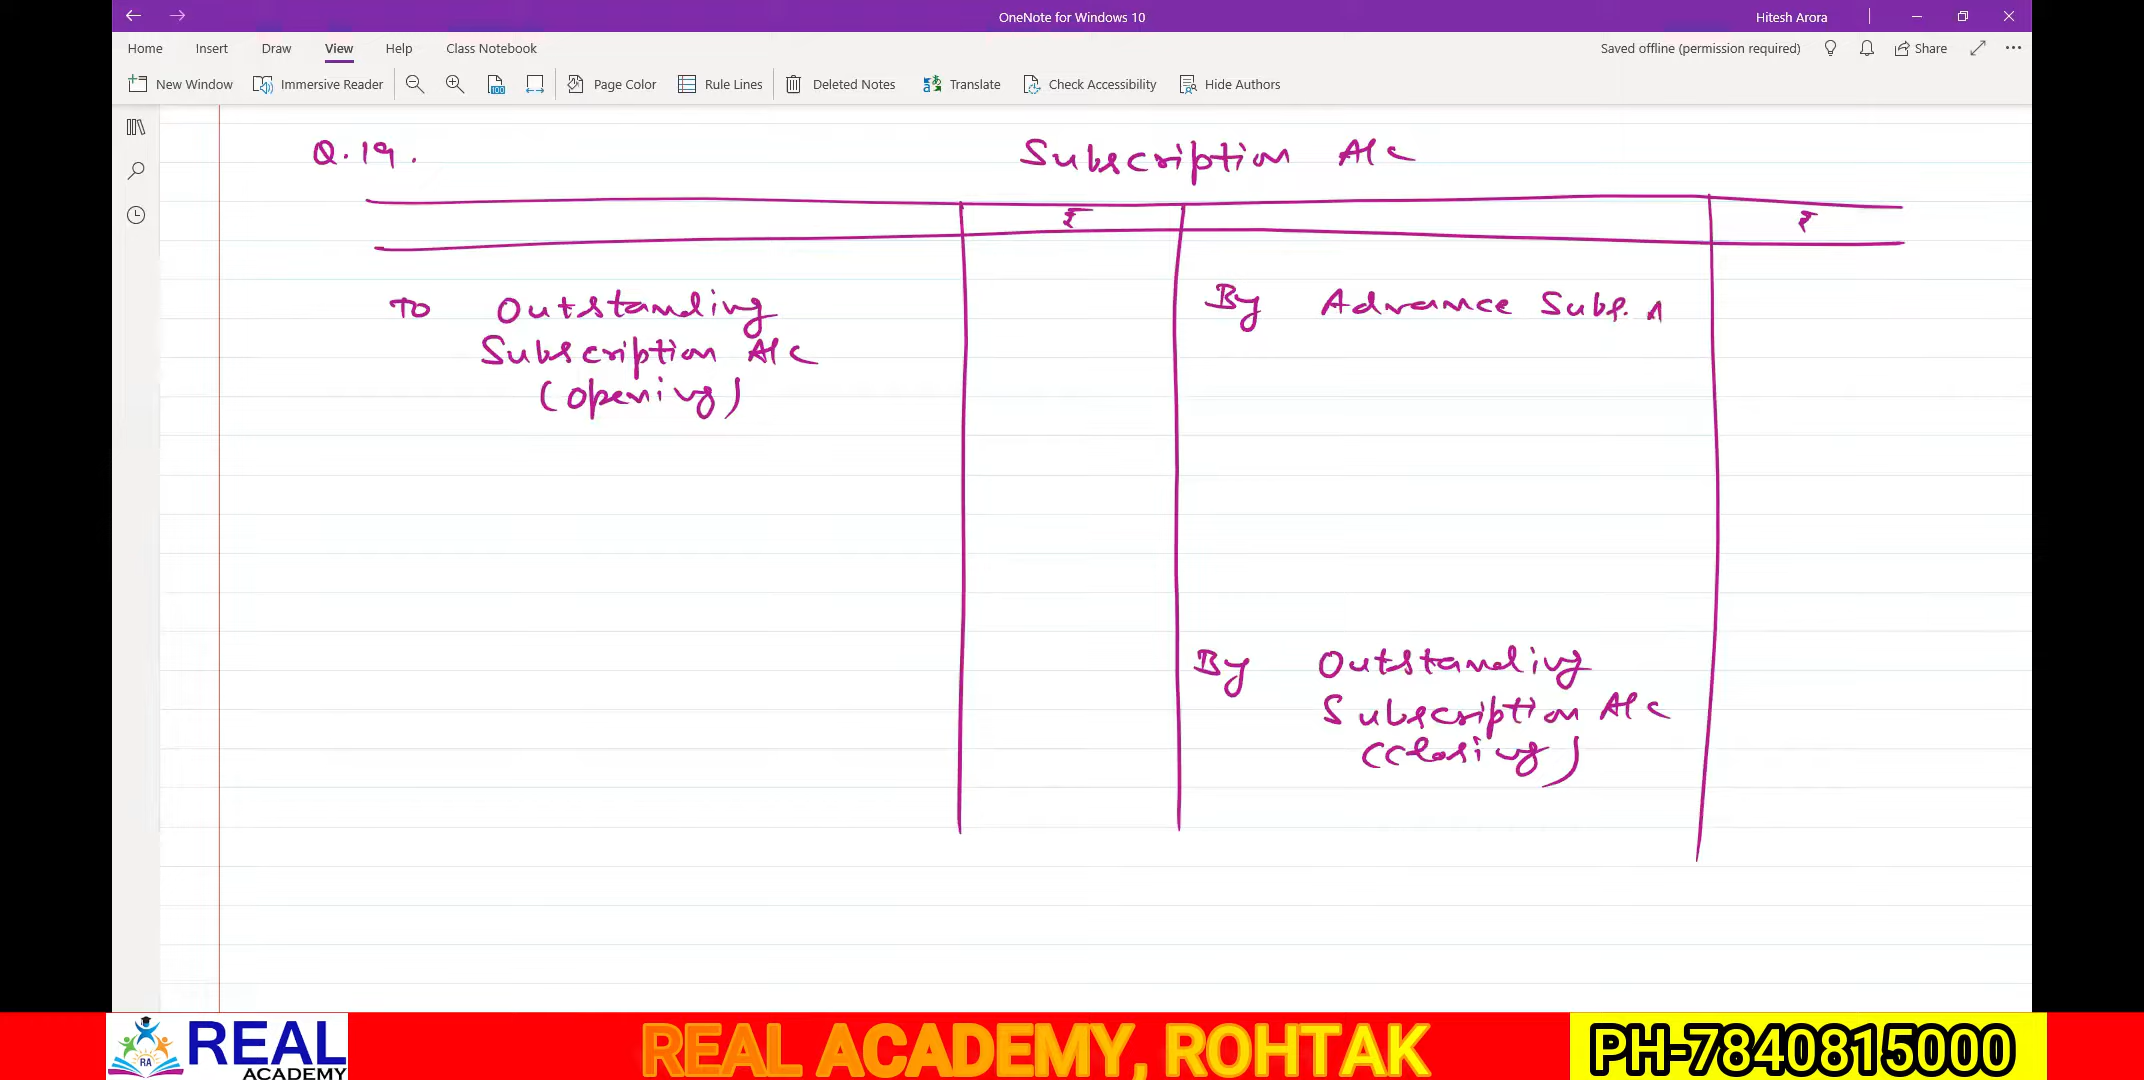 OneNote for Windows 10
Hitesh Arora
Home Insert Draw View Help Class Notebook
Saved offline (permission required) Share
New Window Immersive Reader 100 Page Color Rule Lines Deleted Notes Translate Check Accessibility Hide Authors
Q.19. Subscription A/c
₹ ₹
To Outstanding
Subscription A/c
(opening)
By Advance Subs. A
By Outstanding
Subscription A/c
(Closing)
RA
REAL
ACADEMY
REAL ACADEMY, ROHTAK
PH-7840815000